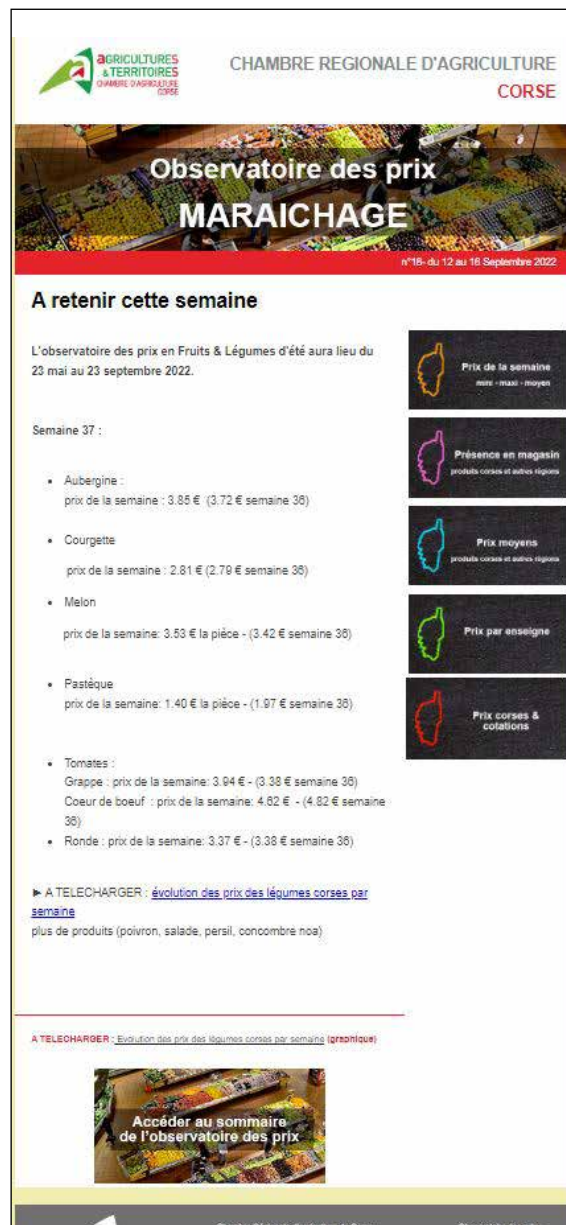 AGRICULTURES
& TERRITOIRES
CHAMBRE D'AGRICULTURE
CORSE
CHAMBRE REGIONALE D'AGRICULTURE
CORSE
Observatoire des prix
MARAICHAGE
n°16- du 12 au 16 Septembre 2022
A retenir cette semaine
L'observatoire des prix en Fruits & Légumes d'été aura lieu du
23 mai au 23 septembre 2022.
Semaine 37 :
• Aubergine :
prix de la semaine : 3.85 € (3.72 € semaine 36)
• Courgette
prix de la semaine : 2.81 € (2.79 € semaine 36)
• Melon
prix de la semaine: 3.53 € la pièce - (3.42 € semaine 36)
• Pastèque
prix de la semaine: 1.40 € la pièce - (1.97 € semaine 36)
• Tomates :
Grappe : prix de la semaine: 3.94 € - (3.38 € semaine 36)
Coeur de boeuf : prix de la semaine: 4.62 € - (4.82 € semaine
36)
• Ronde : prix de la semaine: 3.37 € - (3.38 € semaine 36)
► A TELECHARGER : évolution des prix des légumes corses par
semaine
plus de produits (poivron, salade, persil, concombre noa)
Prix de la semaine
mini - maxi - moyen
Présence en magasin
produits corses et autres régions
Prix moyens
produits corses et autres régions
Prix par enseigne
Prix corses &
cotations
A TELECHARGER : Evolution des prix des légumes corses par semaine (graphique)
Accéder au sommaire
de l'observatoire des prix